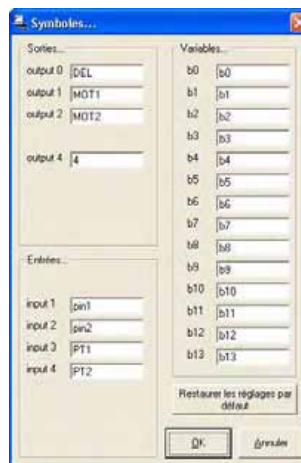 Symboles...
Sorties...
output 0 DEL
output 1 MOT1
output 2 MOT2
output 4 4
Entrées...
input 1 pin1
input 2 pin2
input 3 PT1
input 4 PT2
Variables
b0 b0
b1 b1
b2 b2
b3 b3
b4 b4
b5 b5
b6 b6
b7 b7
b8 b8
b9 b9
b10 b10
b11 b11
b12 b12
b13 b13
Restaurer les réglages par
défaut
OK
Annuler